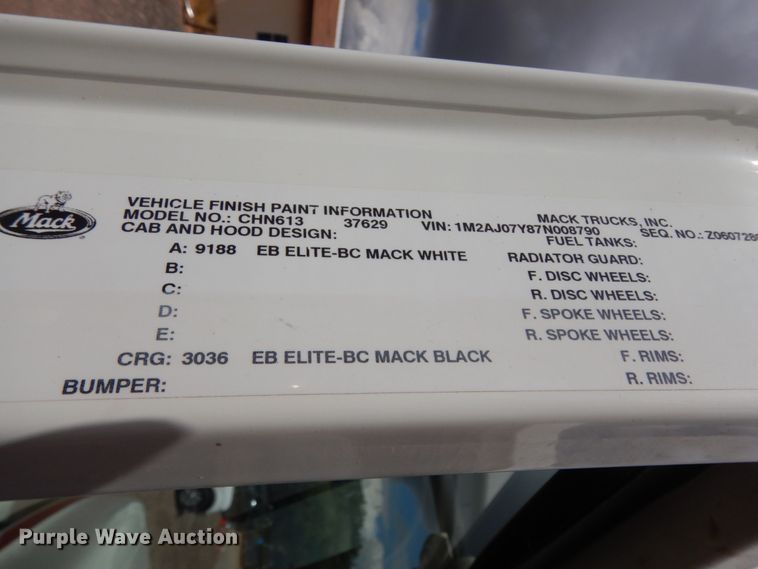 Mack
VEHICLE FINISH PAINT INFORMATION MACK TRUCKS, INC.
MODEL NO.: CHN613 37629 VIN: 1M2AJ07Y87N008790 SEQ. NO.: Z060728
CAB AND HOOD DESIGN: FUEL TANKS:
A: 9188 EB ELITE-BC MACK WHITE RADIATOR GUARD:
B: F. DISC WHEELS:
C: R. DISC WHEELS:
D: F. SPOKE WHEELS:
E: R. SPOKE WHEELS:
CRG: 3036 EB ELITE-BC MACK BLACK F. RIMS:
BUMPER: R. RIMS:
Purple Wave Auction